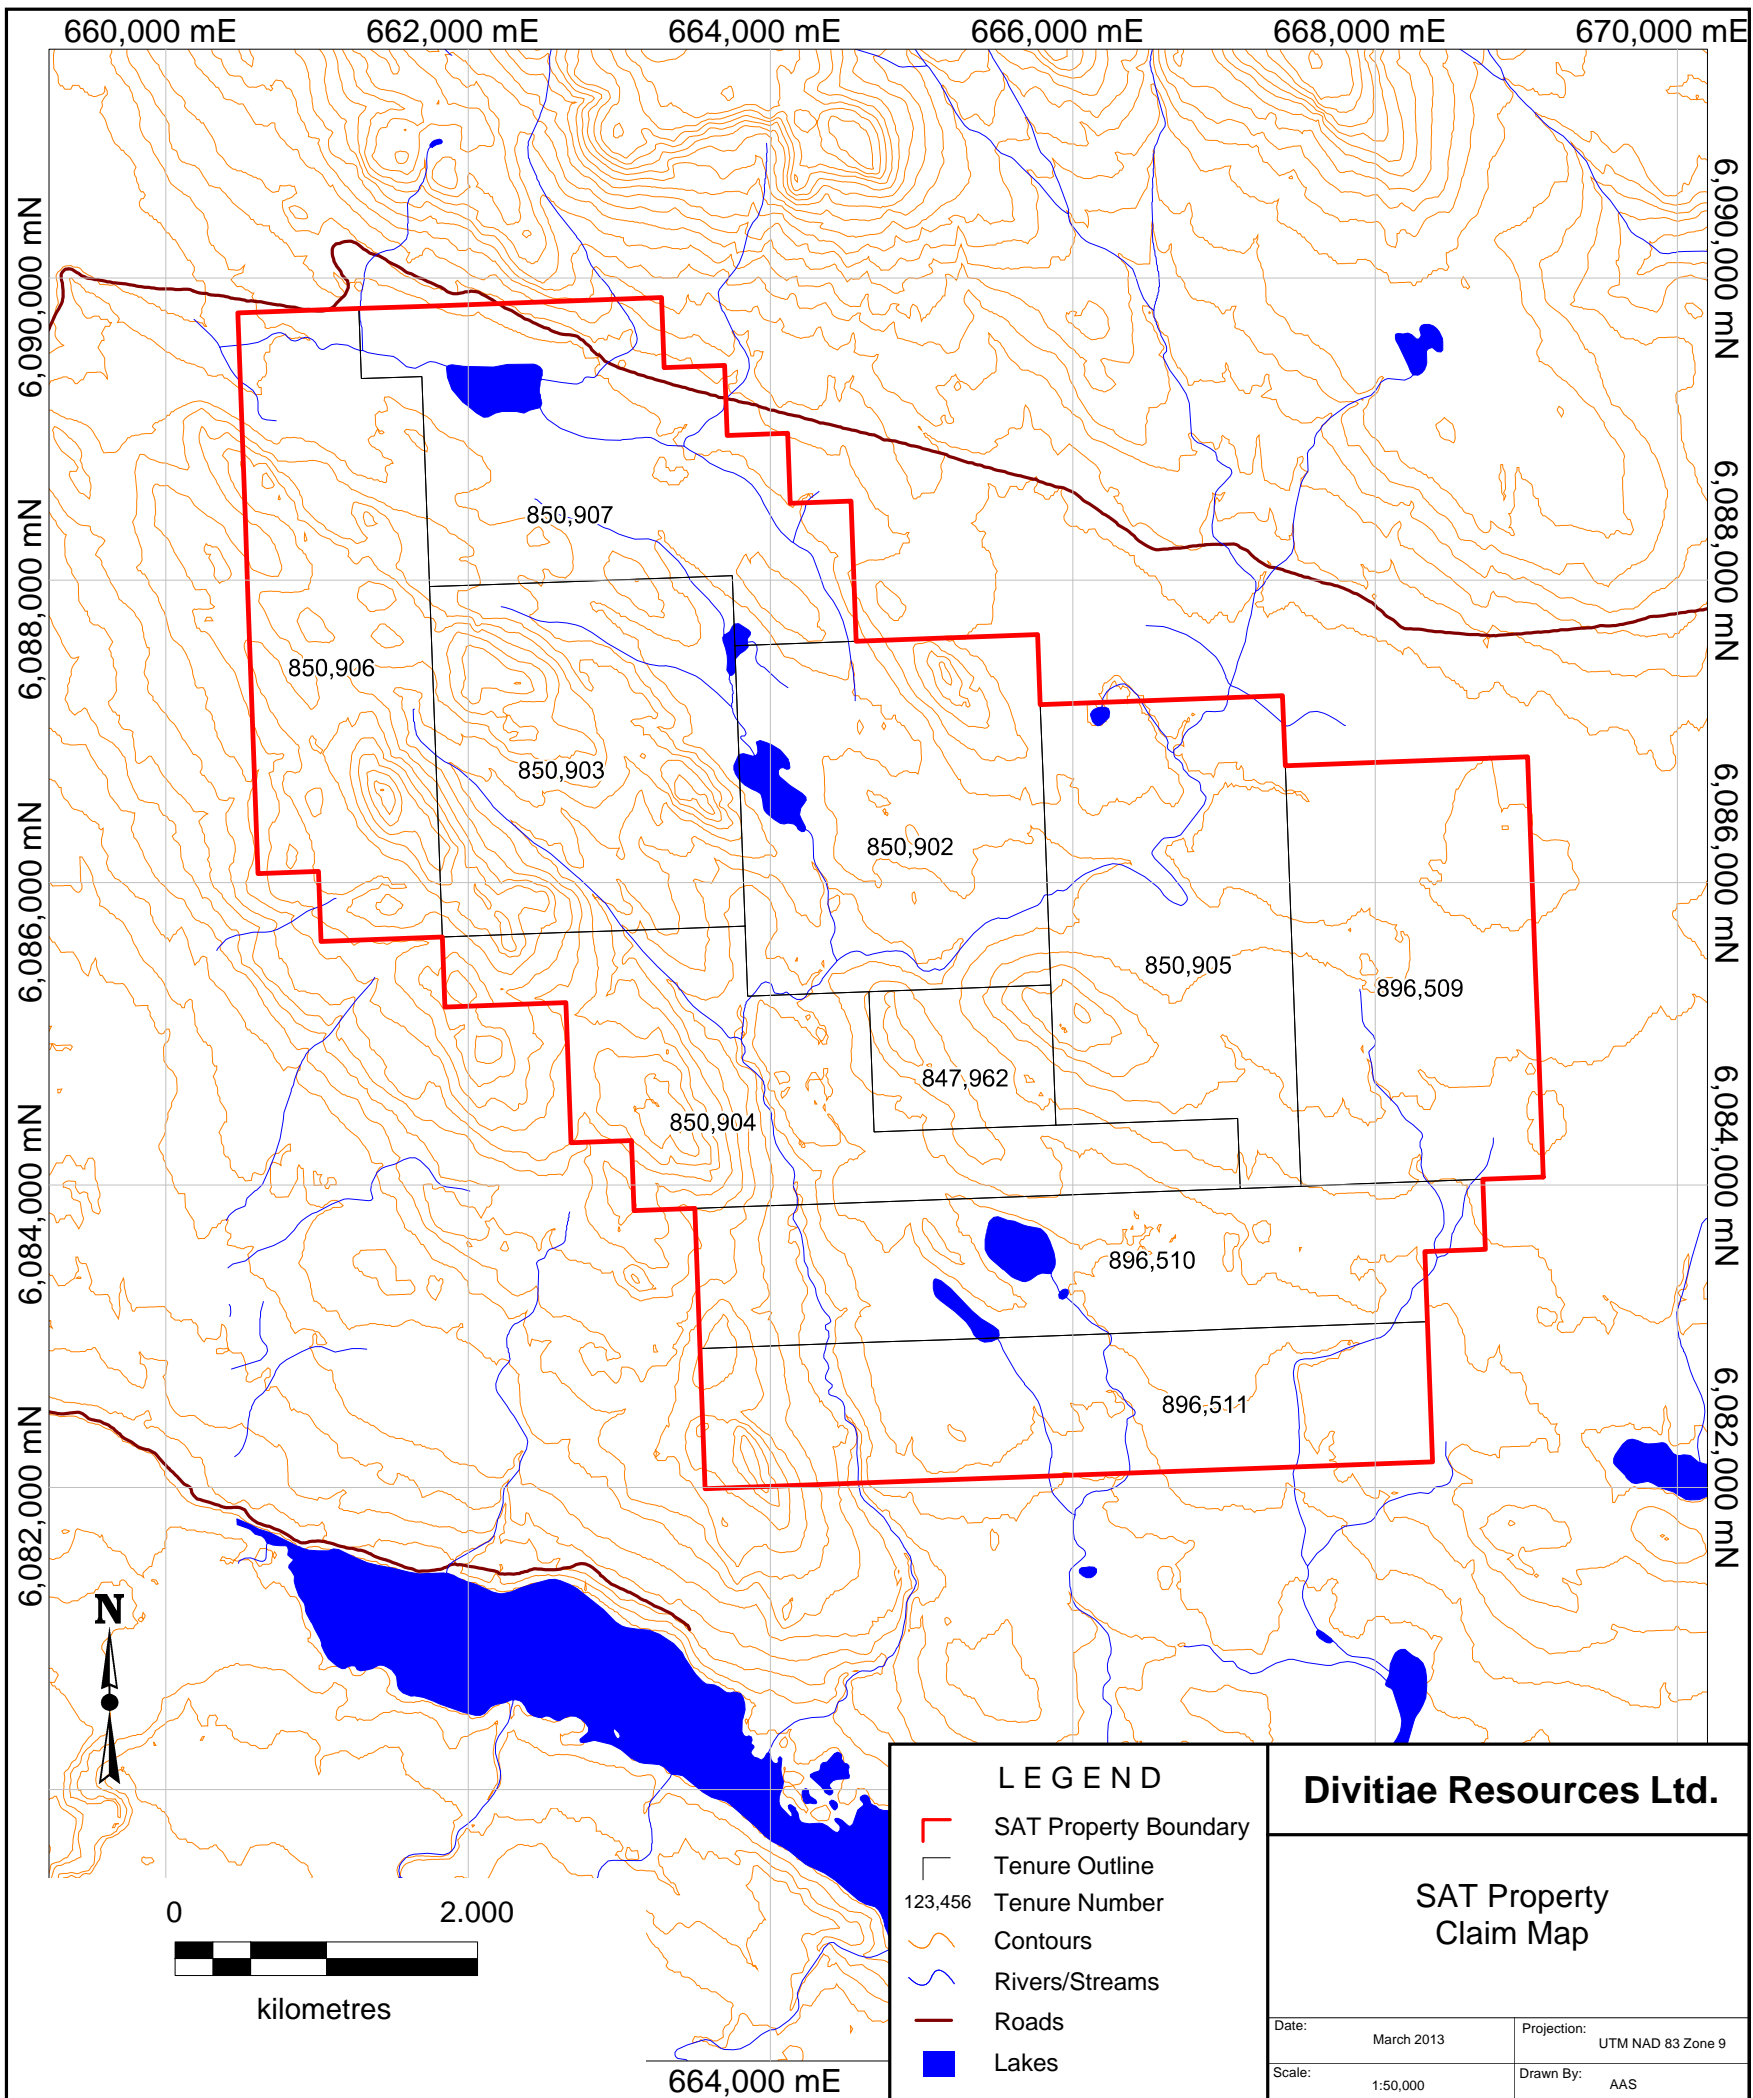 660,000 mE
662,000 mE
664,000 mE
666,000 mE
668,000 mE
670,000 mE
6,090,000 mN
6,090,000 mN
6,088,000 mN
6,088,000 mN
6,086,000 mN
6,086,000 mN
6,084,000 mN
6,084,000 mN
6,082,000 mN
6,082,000 mN
850,907
850,906
850,903
850,902
850,905
896,509
847,962
850,904
896,510
896,511
N
0
2.000
kilometres
664,000 mE
LEGEND
SAT Property Boundary
Tenure Outline
123,456 Tenure Number
Contours
Rivers/Streams
Roads
Lakes
Divitiae Resources Ltd.
SAT Property
Claim Map
Date: March 2013
Projection: UTM NAD 83 Zone 9
Scale: 1:50,000
Drawn By: AAS